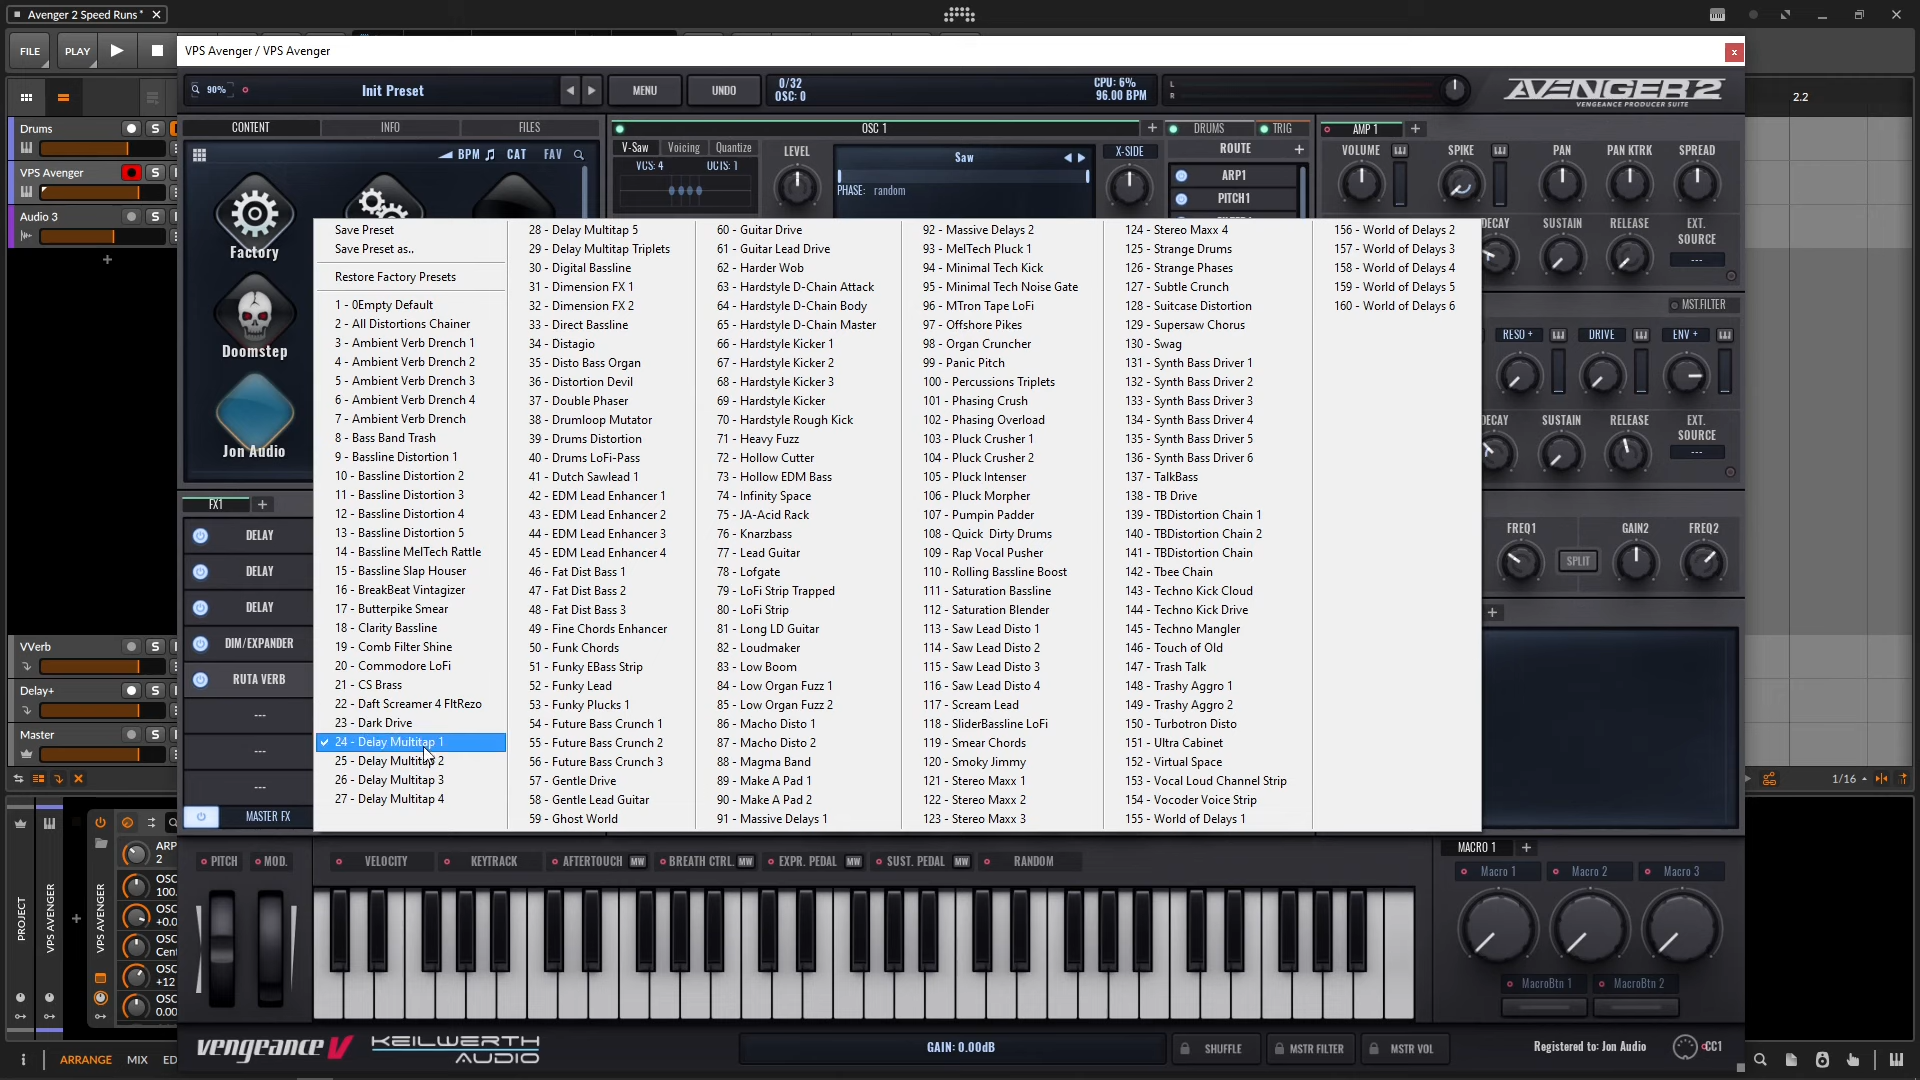 Avenger 2 Speed Runs*
FILE
PLAY
VPS Avenger / VPS Avenger
90%
Init Preset
MENU
UNDO
0/32
OSC: 0
CPU: 6%
96.00 BPM
L
R
AVENGER 2
VENGEANCE PRODUCER SUITE
2.2
Drums
S
VPS Avenger
S
Audio 3
S
CONTENT
INFO
FILES
BPM
CAT
FAV
Factory
Doomstep
Jon Audio
OSC 1
DRUMS
TRIG
V-Saw
Voicing
Quantize
VCS: 4
OCTS: 1
LEVEL
Saw
PHASE: random
X-SIDE
ROUTE
ARP1
PITCH1
AMP 1
VOLUME
SPIKE
PAN
PAN KTRK
SPREAD
DECAY
SUSTAIN
RELEASE
EXT.
SOURCE
---
MST.FILTER
RESO +
DRIVE
ENV +
DECAY
SUSTAIN
RELEASE
EXT.
SOURCE
---
FREQ1
SPLIT
GAIN2
FREQ2
Save Preset
Save Preset as..
Restore Factory Presets
1 - 0Empty Default
2 - All Distortions Chainer
3 - Ambient Verb Drench 1
4 - Ambient Verb Drench 2
5 - Ambient Verb Drench 3
6 - Ambient Verb Drench 4
7 - Ambient Verb Drench
8 - Bass Band Trash
9 - Bassline Distortion 1
10 - Bassline Distortion 2
11 - Bassline Distortion 3
12 - Bassline Distortion 4
13 - Bassline Distortion 5
14 - Bassline MelTech Rattle
15 - Bassline Slap Houser
16 - BreakBeat Vintagizer
17 - Butterpike Smear
18 - Clarity Bassline
19 - Comb Filter Shine
20 - Commodore LoFi
21 - CS Brass
22 - Daft Screamer 4 FltRezo
23 - Dark Drive
24 - Delay Multitap 1
25 - Delay Multitap 2
26 - Delay Multitap 3
27 - Delay Multitap 4
28 - Delay Multitap 5
29 - Delay Multitap Triplets
30 - Digital Bassline
31 - Dimension FX 1
32 - Dimension FX 2
33 - Direct Bassline
34 - Distagio
35 - Disto Bass Organ
36 - Distortion Devil
37 - Double Phaser
38 - Drumloop Mutator
39 - Drums Distortion
40 - Drums LoFi-Pass
41 - Dutch Sawlead 1
42 - EDM Lead Enhancer 1
43 - EDM Lead Enhancer 2
44 - EDM Lead Enhancer 3
45 - EDM Lead Enhancer 4
46 - Fat Dist Bass 1
47 - Fat Dist Bass 2
48 - Fat Dist Bass 3
49 - Fine Chords Enhancer
50 - Funk Chords
51 - Funky EBass Strip
52 - Funky Lead
53 - Funky Plucks 1
54 - Future Bass Crunch 1
55 - Future Bass Crunch 2
56 - Future Bass Crunch 3
57 - Gentle Drive
58 - Gentle Lead Guitar
59 - Ghost World
60 - Guitar Drive
61 - Guitar Lead Drive
62 - Harder Wob
63 - Hardstyle D-Chain Attack
64 - Hardstyle D-Chain Body
65 - Hardstyle D-Chain Master
66 - Hardstyle Kicker 1
67 - Hardstyle Kicker 2
68 - Hardstyle Kicker 3
69 - Hardstyle Kicker
70 - Hardstyle Rough Kick
71 - Heavy Fuzz
72 - Hollow Cutter
73 - Hollow EDM Bass
74 - Infinity Space
75 - JA-Acid Rack
76 - Knarzbass
77 - Lead Guitar
78 - Lofgate
79 - LoFi Strip Trapped
80 - LoFi Strip
81 - Long LD Guitar
82 - Loudmaker
83 - Low Boom
84 - Low Organ Fuzz 1
85 - Low Organ Fuzz 2
86 - Macho Disto 1
87 - Macho Disto 2
88 - Magma Band
89 - Make A Pad 1
90 - Make A Pad 2
91 - Massive Delays 1
92 - Massive Delays 2
93 - MelTech Pluck 1
94 - Minimal Tech Kick
95 - Minimal Tech Noise Gate
96 - MTron Tape LoFi
97 - Offshore Pikes
98 - Organ Cruncher
99 - Panic Pitch
100 - Percussions Triplets
101 - Phasing Crush
102 - Phasing Overload
103 - Pluck Crusher 1
104 - Pluck Crusher 2
105 - Pluck Intenser
106 - Pluck Morpher
107 - Pumpin Padder
108 - Quick  Dirty Drums
109 - Rap Vocal Pusher
110 - Rolling Bassline Boost
111 - Saturation Bassline
112 - Saturation Blender
113 - Saw Lead Disto 1
114 - Saw Lead Disto 2
115 - Saw Lead Disto 3
116 - Saw Lead Disto 4
117 - Scream Lead
118 - SliderBassline LoFi
119 - Smear Chords
120 - Smoky Jimmy
121 - Stereo Maxx 1
122 - Stereo Maxx 2
123 - Stereo Maxx 3
124 - Stereo Maxx 4
125 - Strange Drums
126 - Strange Phases
127 - Subtle Crunch
128 - Suitcase Distortion
129 - Supersaw Chorus
130 - Swag
131 - Synth Bass Driver 1
132 - Synth Bass Driver 2
133 - Synth Bass Driver 3
134 - Synth Bass Driver 4
135 - Synth Bass Driver 5
136 - Synth Bass Driver 6
137 - TalkBass
138 - TB Drive
139 - TBDistortion Chain 1
140 - TBDistortion Chain 2
141 - TBDistortion Chain
142 - Tbee Chain
143 - Techno Kick Cloud
144 - Techno Kick Drive
145 - Techno Mangler
146 - Touch of Old
147 - Trash Talk
148 - Trashy Aggro 1
149 - Trashy Aggro 2
150 - Turbotron Disto
151 - Ultra Cabinet
152 - Virtual Space
153 - Vocal Loud Channel Strip
154 - Vocoder Voice Strip
155 - World of Delays 1
156 - World of Delays 2
157 - World of Delays 3
158 - World of Delays 4
159 - World of Delays 5
160 - World of Delays 6
FX1
DELAY
DELAY
DELAY
DIM/EXPANDER
RUTA VERB
---
---
---
MASTER FX
VVerb
S
Delay+
S
Master
S
1/16
PROJECT
VPS AVENGER
VPS AVENGER
ARP
2
OSC
100.
OSC
+0.0
OSC
Cent
OSC
+12
OSC
0.00
PITCH
MOD.
VELOCITY
KEYTRACK
AFTERTOUCH
MW
BREATH CTRL.
MW
EXPR. PEDAL
MW
SUST. PEDAL
MW
RANDOM
MACRO 1
Macro 1
Macro 2
Macro 3
MacroBtn 1
MacroBtn 2
vengeance
KEILWERTH
AUDIO
GAIN: 0.00dB
SHUFFLE
MSTR FILTER
MSTR VOL
Registered to: Jon Audio
CC1
ARRANGE
MIX
ED